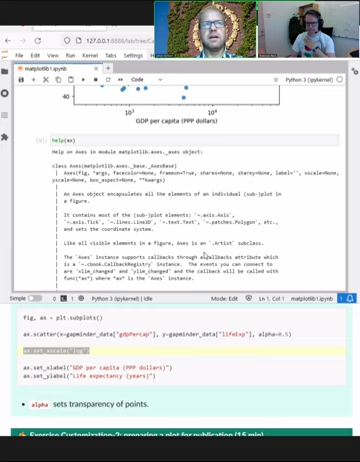 127.0.0.1:8888/lab/tree/Ca
File Edit View Run Kernel Tabs Settings Help
matplotlib1.ipynb
Code
Python 3 (ipykernel)
40
10³
10⁴
GDP per capita (PPP dollars)
help(ax)
Help on Axes in module matplotlib.axes._axes object:
class Axes(matplotlib.axes._base._AxesBase)
| Axes(fig, *args, facecolor=None, frameon=True, sharex=None, sharey=None, label='', xscale=None,
yscale=None, box_aspect=None, **kwargs)
|
| An Axes object encapsulates all the elements of an individual (sub-)plot in
a figure.
|
| It contains most of the (sub-)plot elements: `~.axis.Axis`,
| `~.axis.Tick`, `~.lines.Line2D`, `~.text.Text`, `~.patches.Polygon`, etc.,
| and sets the coordinate system.
|
| Like all visible elements in a figure, Axes is an `.Artist` subclass.
|
| The `Axes` instance supports callbacks through a callbacks attribute which
| is a `~.cbook.CallbackRegistry` instance. The events you can connect to
| are 'xlim_changed' and 'ylim_changed' and the callback will be called with
| func(*ax*) where *ax* is the `Axes` instance.
Simple
Python 3 (ipykernel) | Idle
Mode: Edit
Ln 1, Col 1
matplotlib1.ipynb
fig, ax = plt.subplots()
ax.scatter(x=gapminder_data["gdpPercap"], y=gapminder_data["lifeExp"], alpha=0.5)
ax.set_xscale("log")
ax.set_xlabel("GDP per capita (PPP dollars)")
ax.set_ylabel("Life expectancy (years)")
• alpha sets transparency of points.
Exercise Customization-2: preparing a plot for publication (15 min)